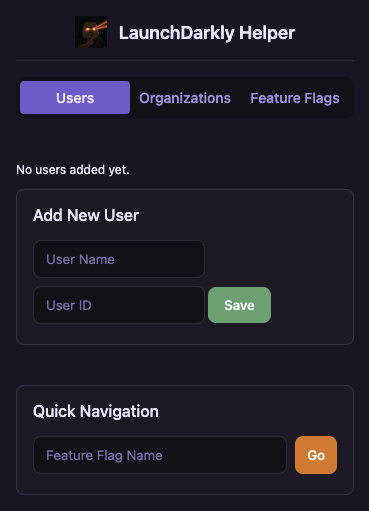 LaunchDarkly Helper
Users Organizations Feature Flags
No users added yet.
Add New User
User Name
User ID Save
Quick Navigation
Feature Flag Name Go